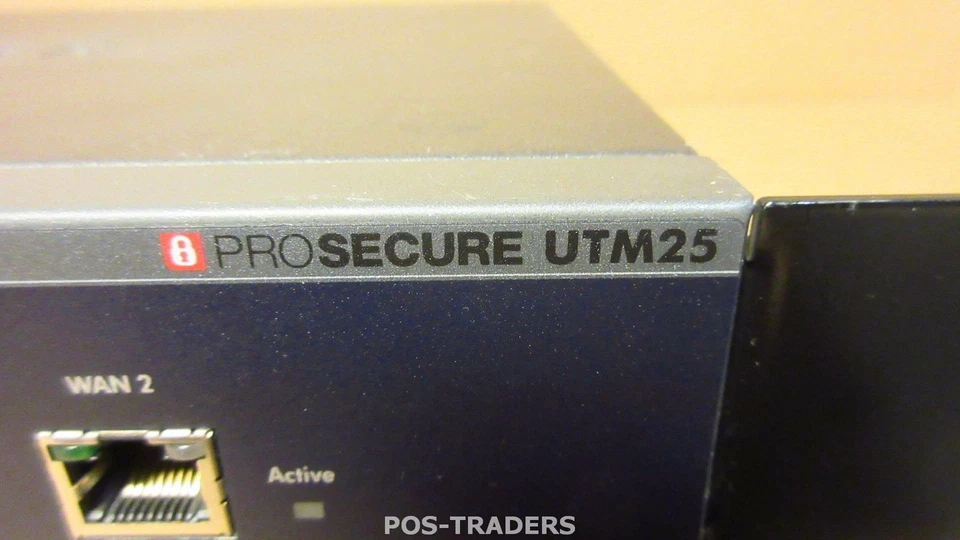 PROSECURE UTM25
WAN 2
Active
POS-TRADERS